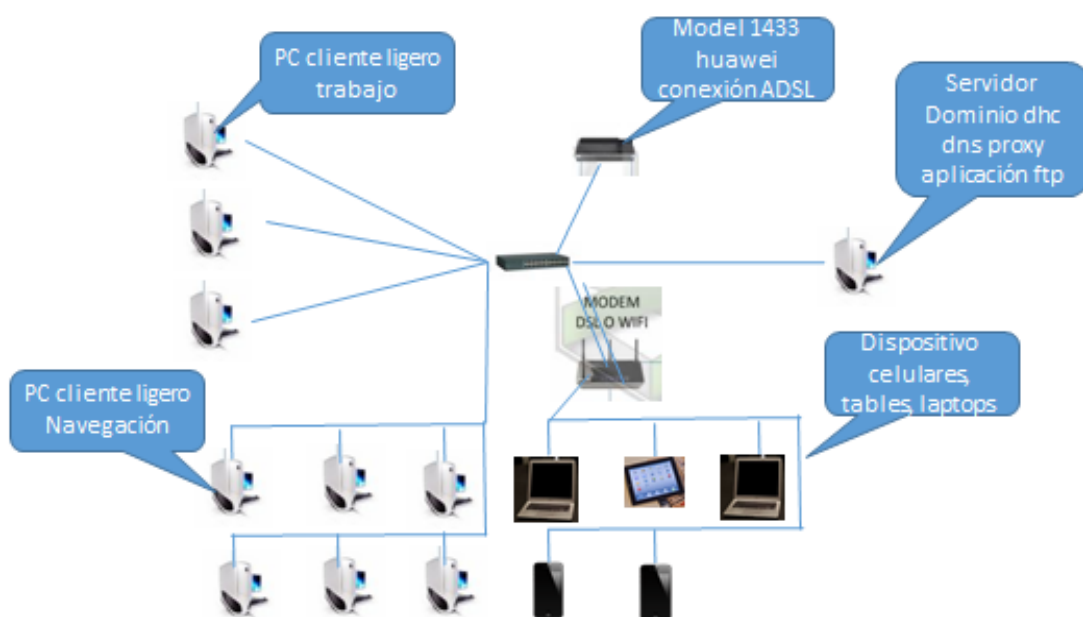 PC cliente ligero
trabajo
Model 1433
huawei
conexión ADSL
Servidor
Dominio dhc
dns proxy
aplicación ftp
MODEM
DSL O WIFI
Dispositivo
celulares,
tables, laptops
PC cliente ligero
Navegación